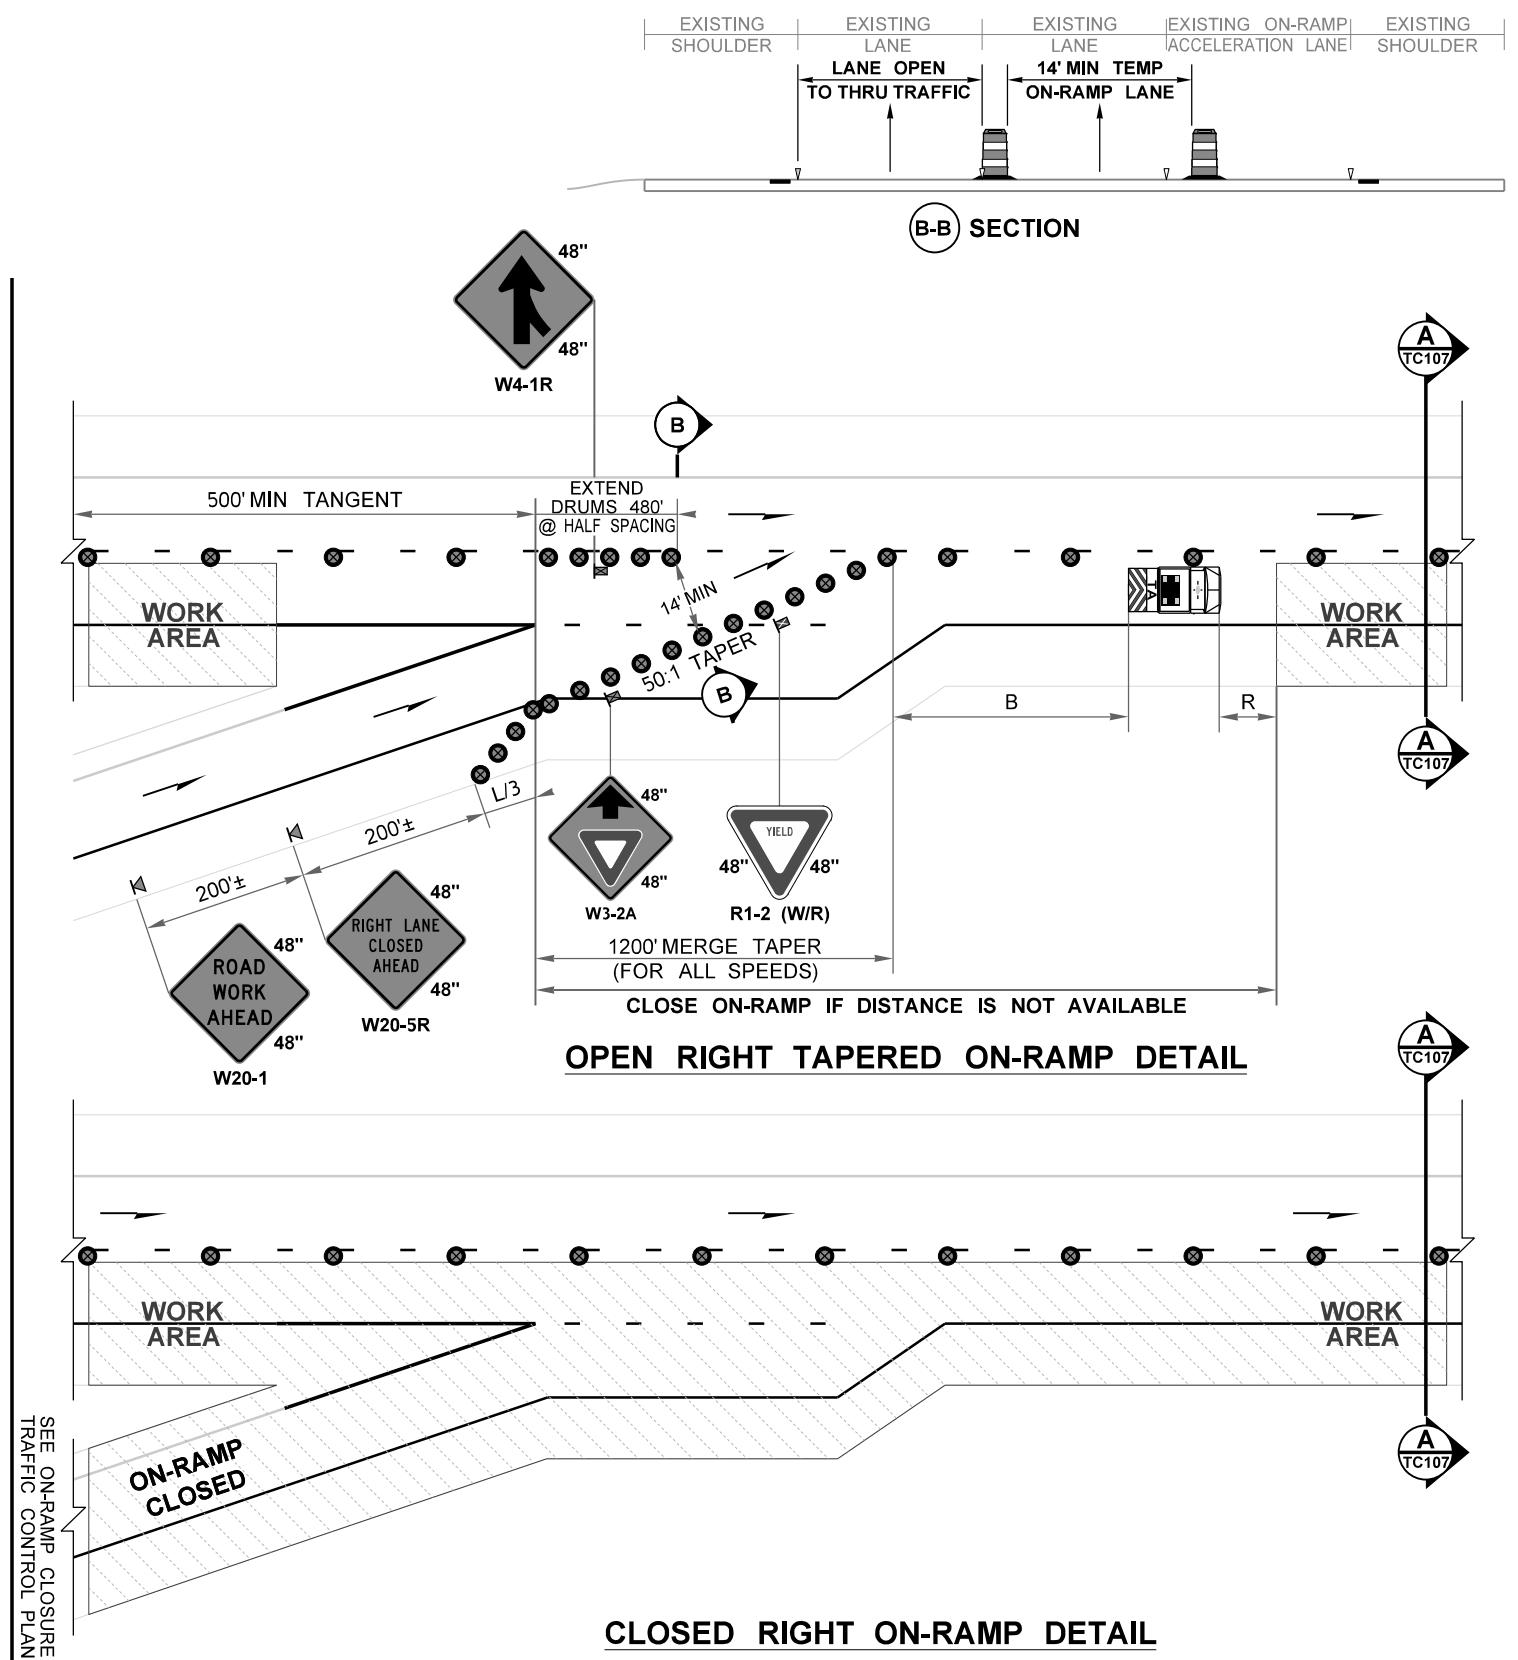 EXISTING SHOULDER
EXISTING LANE
EXISTING LANE
EXISTING ON-RAMP ACCELERATION LANE
EXISTING SHOULDER
LANE OPEN
TO THRU TRAFFIC
14' MIN TEMP
ON-RAMP LANE
B-B SECTION
48"
48"
W4-1R
A
TC107
B
500' MIN TANGENT
EXTEND
DRUMS 480'
@ HALF SPACING
WORK
AREA
14' MIN
50:1 TAPER
B
WORK
AREA
B
R
A
TC107
L/3
200'±
200'±
48"
48"
W3-2A
YIELD
48"
48"
R1-2 (W/R)
RIGHT LANE
CLOSED
AHEAD
48"
48"
W20-5R
ROAD
WORK
AHEAD
48"
48"
W20-1
1200' MERGE TAPER
(FOR ALL SPEEDS)
CLOSE ON-RAMP IF DISTANCE IS NOT AVAILABLE
OPEN RIGHT TAPERED ON-RAMP DETAIL
A
TC107
WORK
AREA
WORK
AREA
ON-RAMP
CLOSED
A
TC107
SEE ON-RAMP CLOSURE
TRAFFIC CONTROL PLAN
CLOSED RIGHT ON-RAMP DETAIL